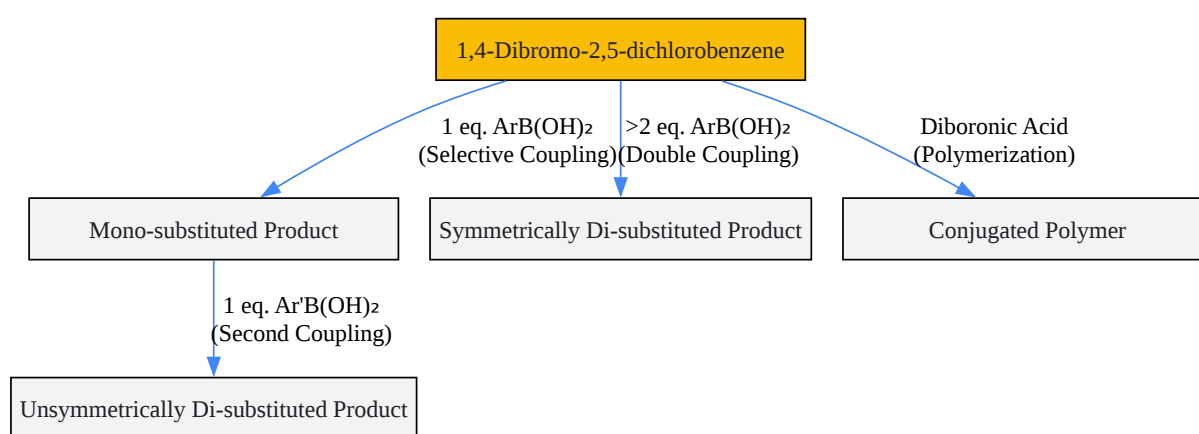 1,4-Dibromo-2,5-dichlorobenzene
1 eq. ArB(OH)₂
(Selective Coupling)
>2 eq. ArB(OH)₂
(Double Coupling)
Diboronic Acid
(Polymerization)
Mono-substituted Product
Symmetrically Di-substituted Product
Conjugated Polymer
1 eq. Ar'B(OH)₂
(Second Coupling)
Unsymmetrically Di-substituted Product